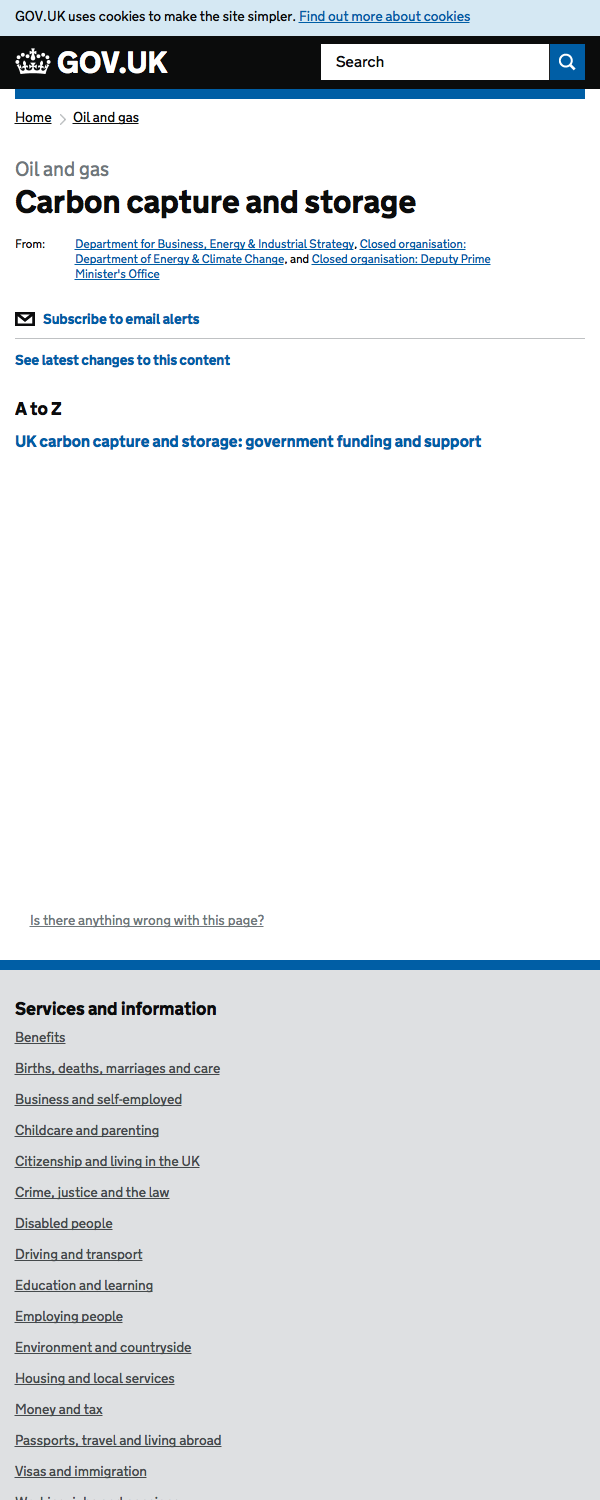 GOV.UK uses cookies to make the site simpler. Find out more about cookies
GOV.UK
Search
Home
Oil and gas
Oil and gas
Carbon capture and storage
From: Department for Business, Energy & Industrial Strategy, Closed organisation:
Department of Energy & Climate Change, and Closed organisation: Deputy Prime
Minister's Office
Subscribe to email alerts
See latest changes to this content
A to Z
UK carbon capture and storage: government funding and support
Is there anything wrong with this page?
Services and information
Benefits
Births, deaths, marriages and care
Business and self-employed
Childcare and parenting
Citizenship and living in the UK
Crime, justice and the law
Disabled people
Driving and transport
Education and learning
Employing people
Environment and countryside
Housing and local services
Money and tax
Passports, travel and living abroad
Visas and immigration